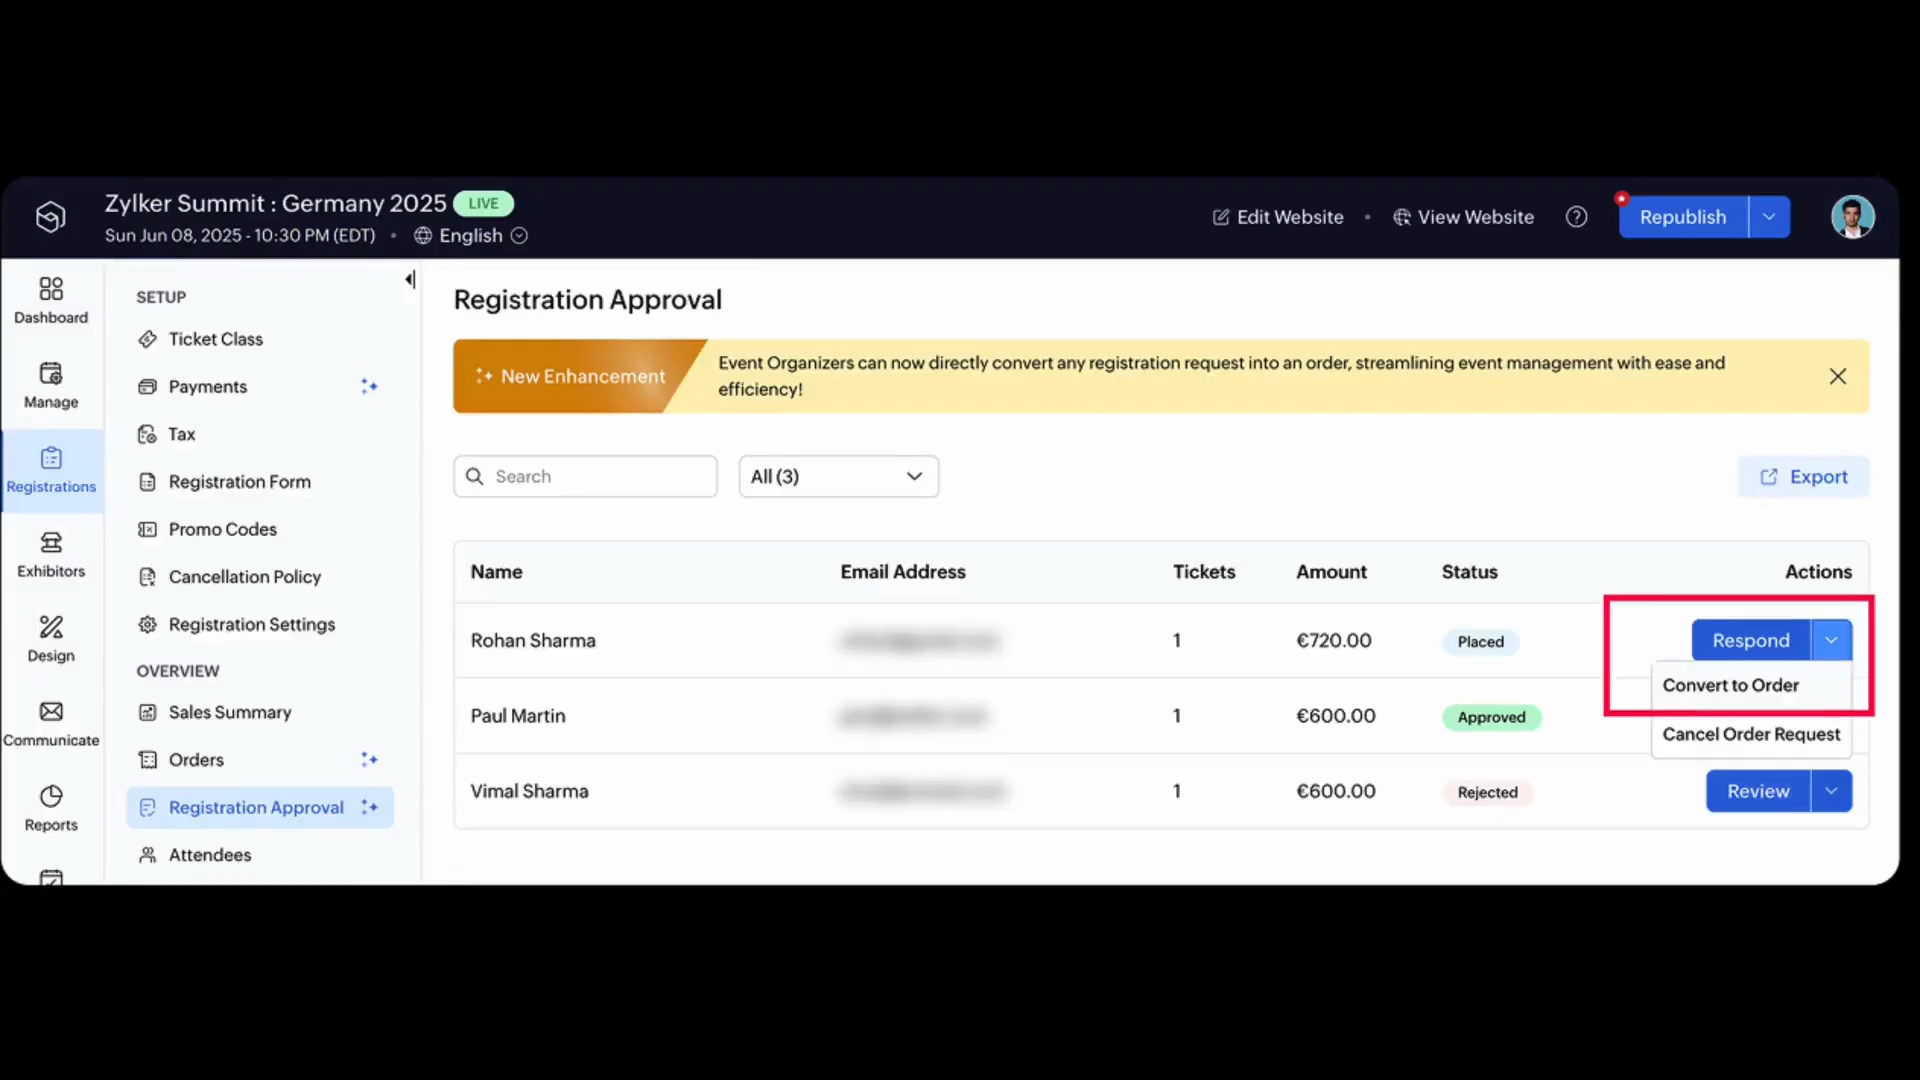 Zylker Summit : Germany 2025 LIVE
Sun Jun 08, 2025 - 10:30 PM (EDT) • English
Edit Website • View Website
Republish
Dashboard
Manage
Registrations
Exhibitors
Design
Communicate
Reports
SETUP
Ticket Class
Payments
Tax
Registration Form
Promo Codes
Cancellation Policy
Registration Settings
OVERVIEW
Sales Summary
Orders
Registration Approval
Attendees
Registration Approval
New Enhancement
Event Organizers can now directly convert any registration request into an order, streamlining event management with ease and
efficiency!
Search
All (3)
Export
Name Email Address Tickets Amount Status Actions
Rohan Sharma 1 €720.00 Placed Respond
Convert to Order
Paul Martin 1 €600.00 Approved
Cancel Order Request
Vimal Sharma 1 €600.00 Rejected Review